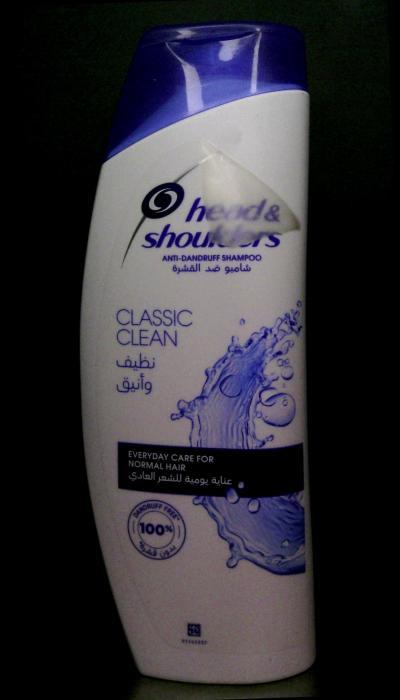 head &
shoulders
ANTI-DANDRUFF SHAMPOO
شامبو ضد القشرة
CLASSIC
CLEAN
نظيف
وأنيق
EVERYDAY CARE FOR
NORMAL HAIR
عناية يومية للشعر العادي
DANDRUFF FREE*
100%
بدون قشرة